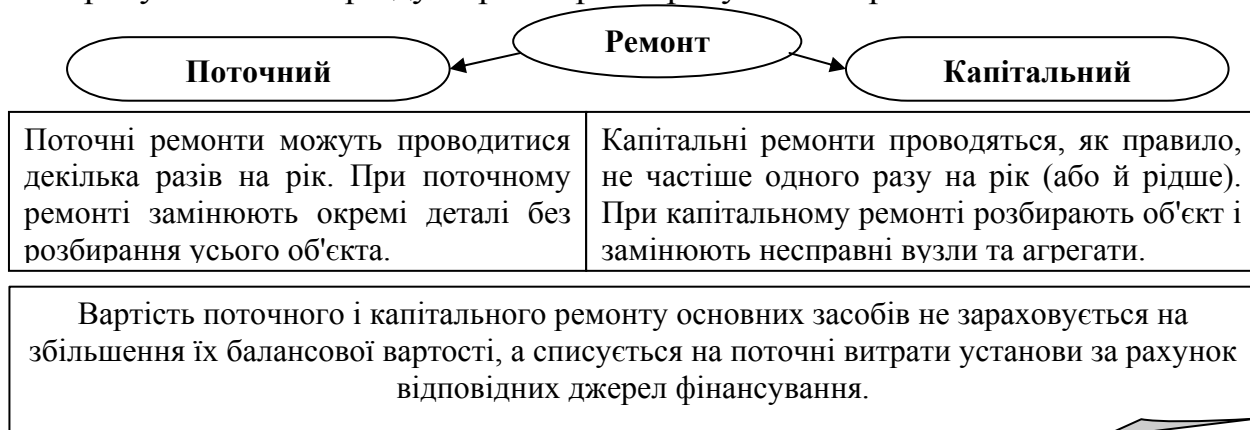 Ремонт
Поточний
Капітальний
Поточні ремонти можуть проводитися
декілька разів на рік. При поточному
ремонті замінюють окремі деталі без
розбирання усього об'єкта.
Капітальні ремонти проводяться, як правило,
не частіше одного разу на рік (або й рідше).
При капітальному ремонті розбирають об'єкт і
замінюють несправні вузли та агрегати.
Вартість поточного і капітального ремонту основних засобів не зараховується на
збільшення їх балансової вартості, а списується на поточні витрати установи за рахунок
відповідних джерел фінансування.